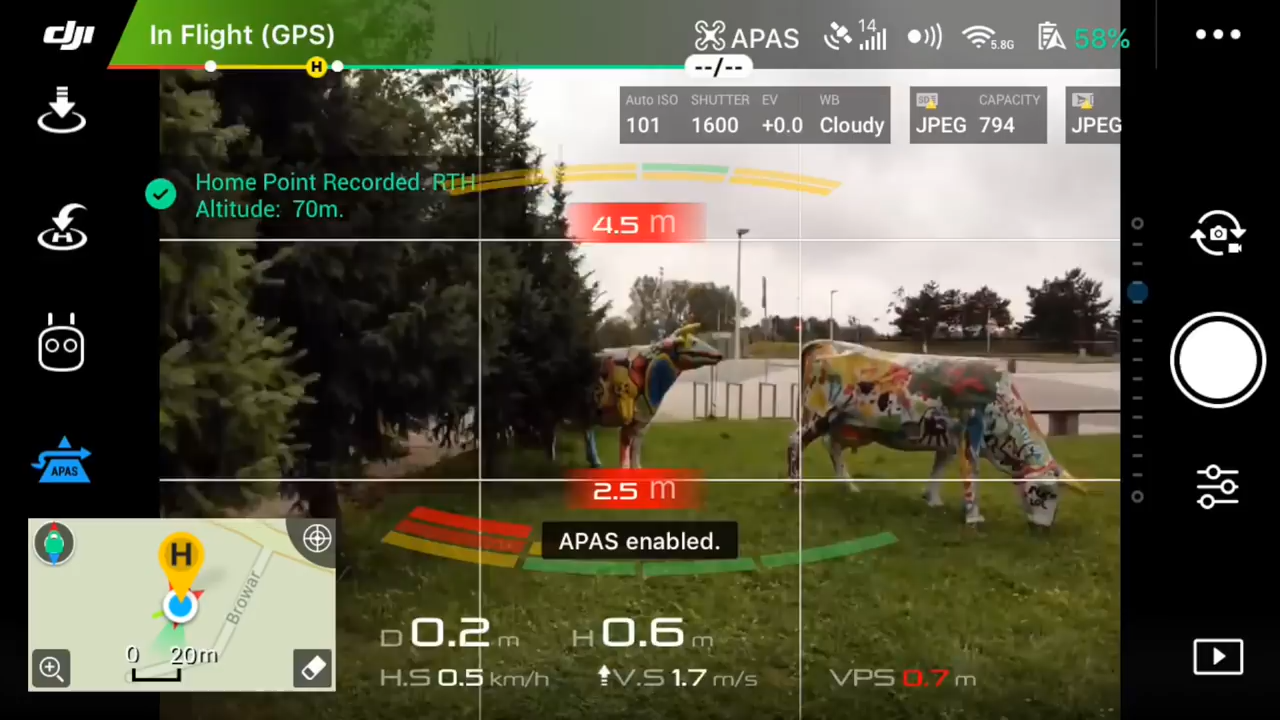 dji
In Flight (GPS)
APAS
14
5.8G
58%
H
--/--
Auto ISO SHUTTER EV WB
101 1600 +0.0 Cloudy
CAPACITY
JPEG 794
JPEG
Home Point Recorded. RTH
Altitude: 70m.
4.5 m
H
APAS
2.5 m
APAS enabled.
H
Browar
0 20m
D 0.2 m H 0.6 m
H.S 0.5 km/h V.S 1.7 m/s VPS 0.7 m